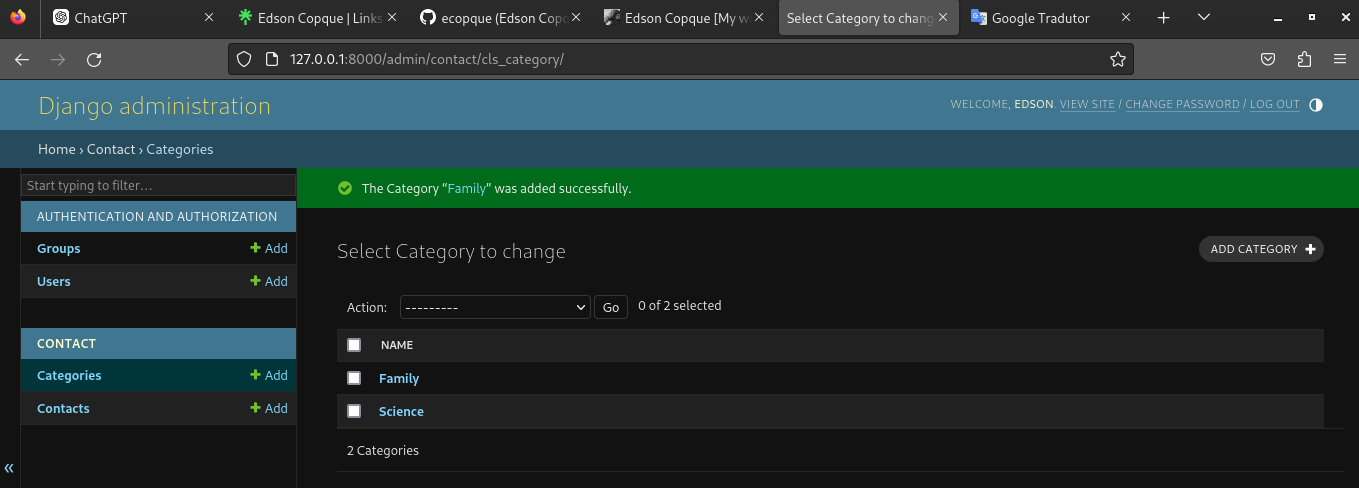 ChatGPT
Edson Copque | Links
ecopque (Edson Copq
Edson Copque [My w
Select Category to chang
Google Tradutor
127.0.0.1:8000/admin/contact/cls_category/
Django administration
WELCOME, EDSON. VIEW SITE / CHANGE PASSWORD / LOG OUT
Home › Contact › Categories
Start typing to filter...
The Category “Family” was added successfully.
AUTHENTICATION AND AUTHORIZATION
Groups
+ Add
Users
+ Add
CONTACT
Categories
+ Add
Contacts
+ Add
«
Select Category to change
ADD CATEGORY +
Action: --------- Go 0 of 2 selected
NAME
Family
Science
2 Categories